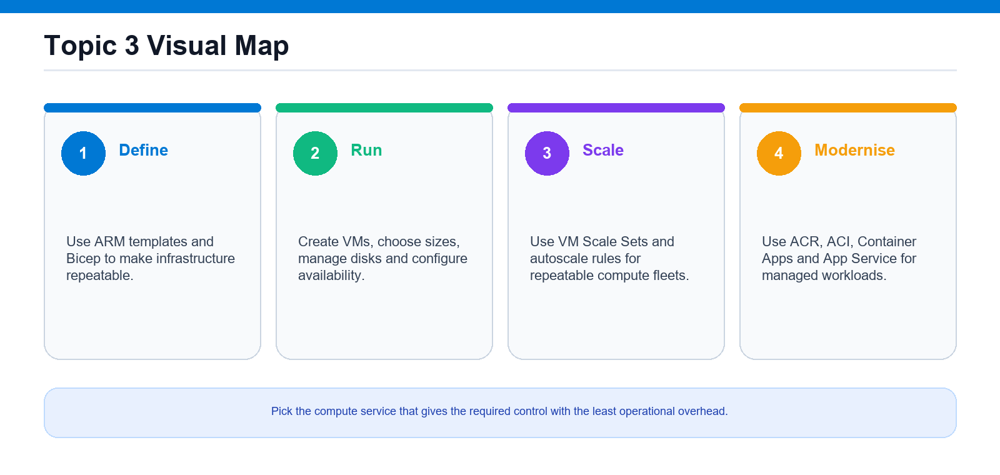 Topic 3 Visual Map
1
Define
Use ARM templates and
Bicep to make infrastructure
repeatable.
2
Run
Create VMs, choose sizes,
manage disks and configure
availability.
3
Scale
Use VM Scale Sets and
autoscale rules for
repeatable compute fleets.
4
Modernise
Use ACR, ACI, Container
Apps and App Service for
managed workloads.
Pick the compute service that gives the required control with the least operational overhead.